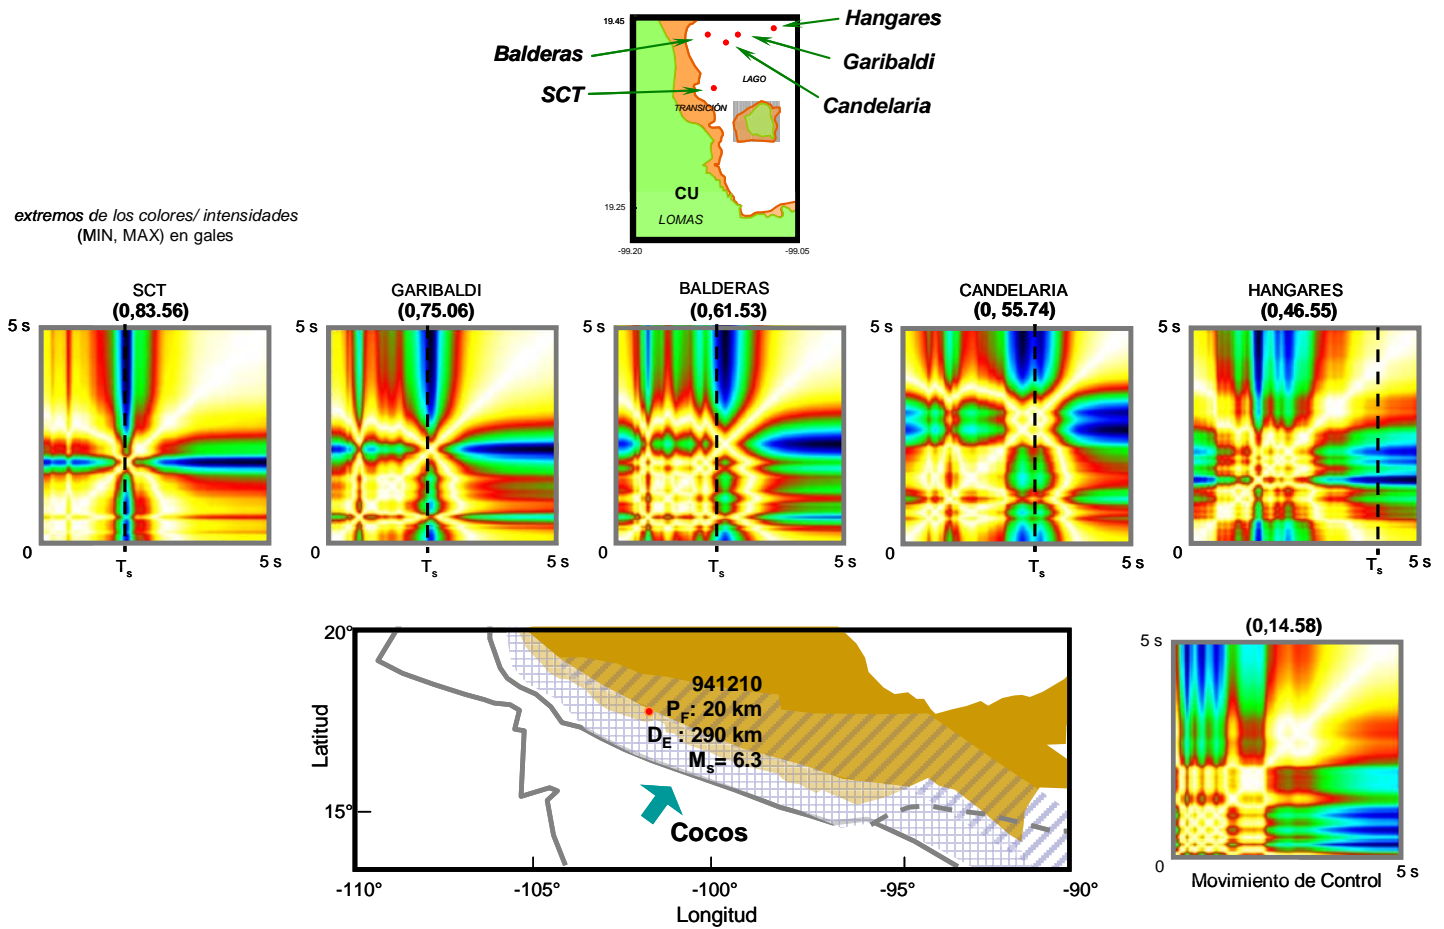 19.45
Hangares
Balderas
Garibaldi
LAGO
SCT
Candelaria
TRANSICIÓN
CU
19.25
LOMAS
-99.20
-99.05
extremos de los colores/ intensidades
(MIN, MAX) en gales
SCT
(0,83.56)
5 s
0
Ts
5 s
GARIBALDI
(0,75.06)
5 s
0
Ts
5 s
BALDERAS
(0,61.53)
5 s
0
Ts
5 s
CANDELARIA
(0, 55.74)
5 s
0
Ts
5 s
HANGARES
(0,46.55)
5 s
0
Ts
5 s
20°
941210
PF: 20 km
DE : 290 km
Ms= 6.3
Latitud
15°
Cocos
-110°
-105°
-100°
-95°
-90°
Longitud
(0,14.58)
5 s
0
5 s
Movimiento de Control